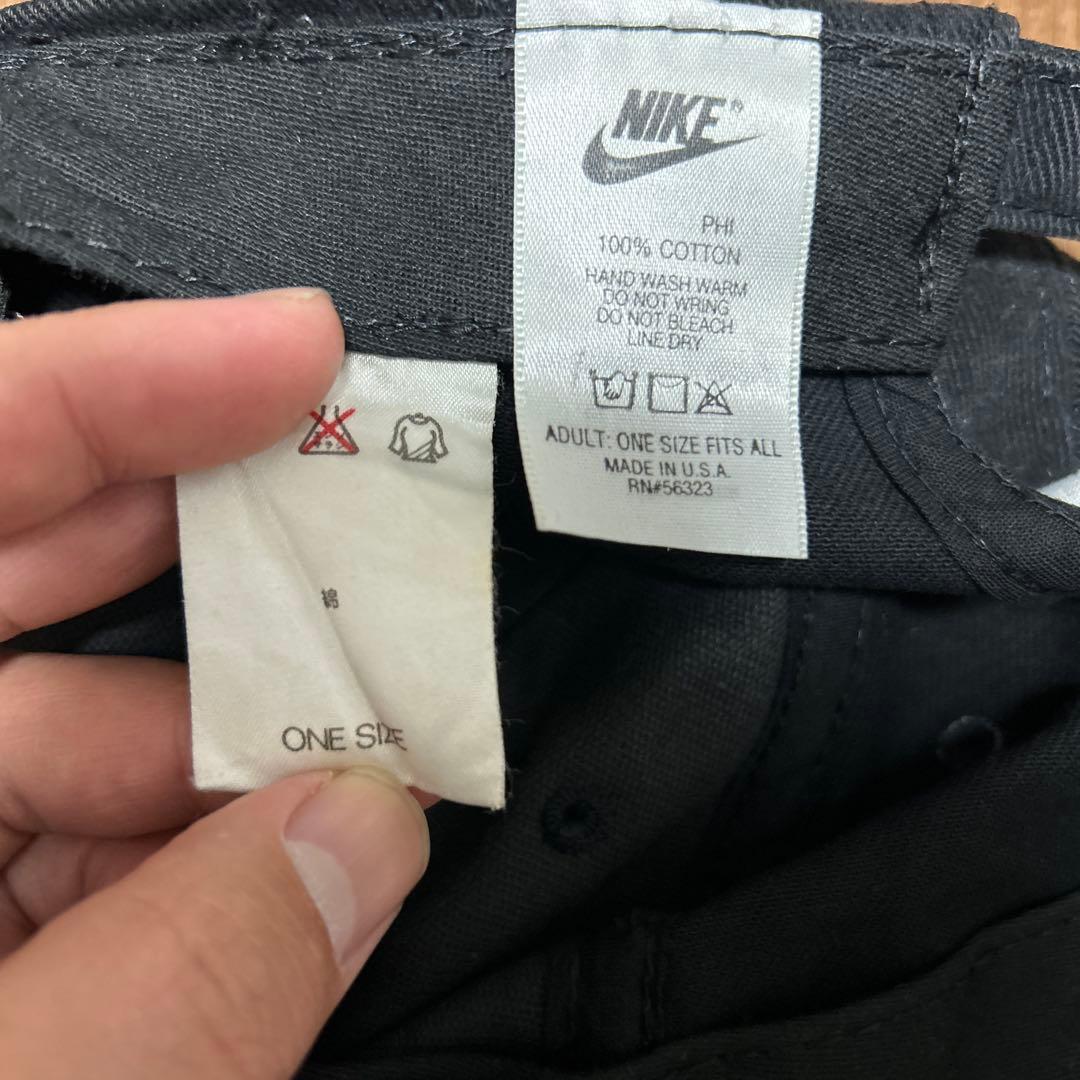 NIKE®
PHI
100% COTTON
HAND WASH WARM
DO NOT WRING
DO NOT BLEACH
LINE DRY
ADULT: ONE SIZE FITS ALL
MADE IN U.S.A.
RN#56323
綿
ONE SIZE